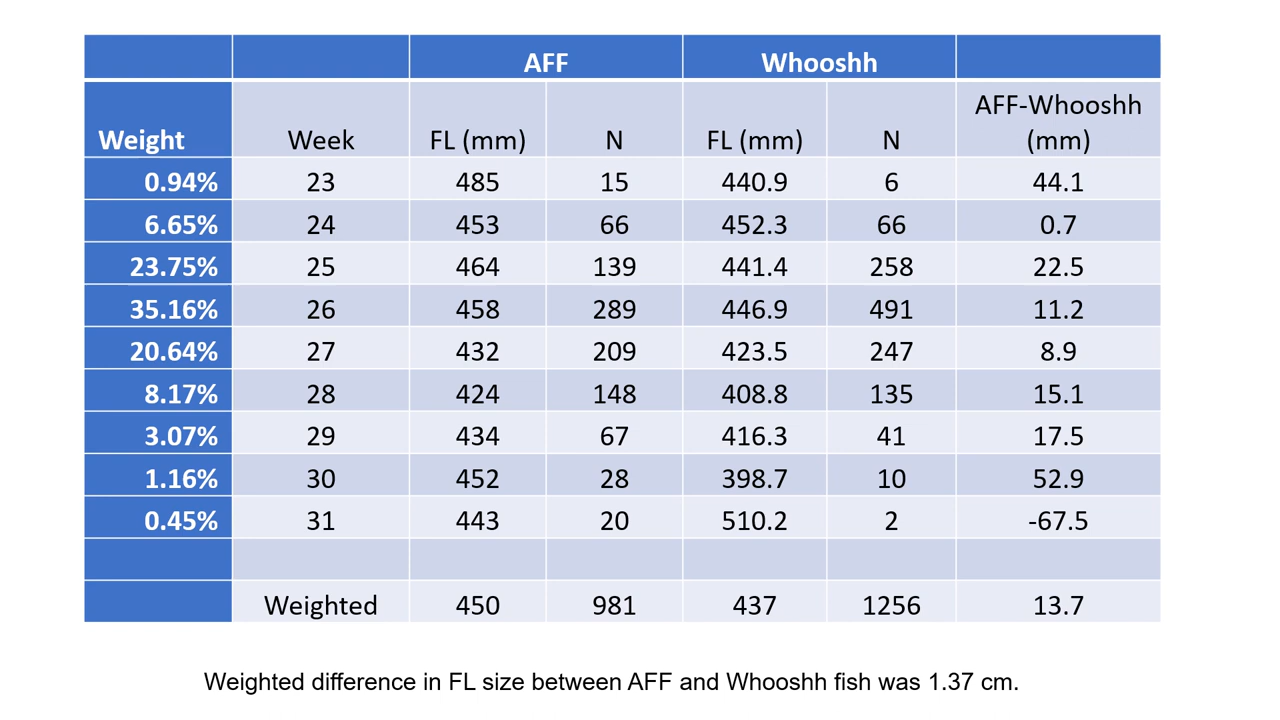 AFF Whooshh
Weight Week FL (mm) N FL (mm) N AFF-Whooshh (mm)
0.94% 23 485 15 440.9 6 44.1
6.65% 24 453 66 452.3 66 0.7
23.75% 25 464 139 441.4 258 22.5
35.16% 26 458 289 446.9 491 11.2
20.64% 27 432 209 423.5 247 8.9
8.17% 28 424 148 408.8 135 15.1
3.07% 29 434 67 416.3 41 17.5
1.16% 30 452 28 398.7 10 52.9
0.45% 31 443 20 510.2 2 -67.5
Weighted 450 981 437 1256 13.7
Weighted difference in FL size between AFF and Whooshh fish was 1.37 cm.